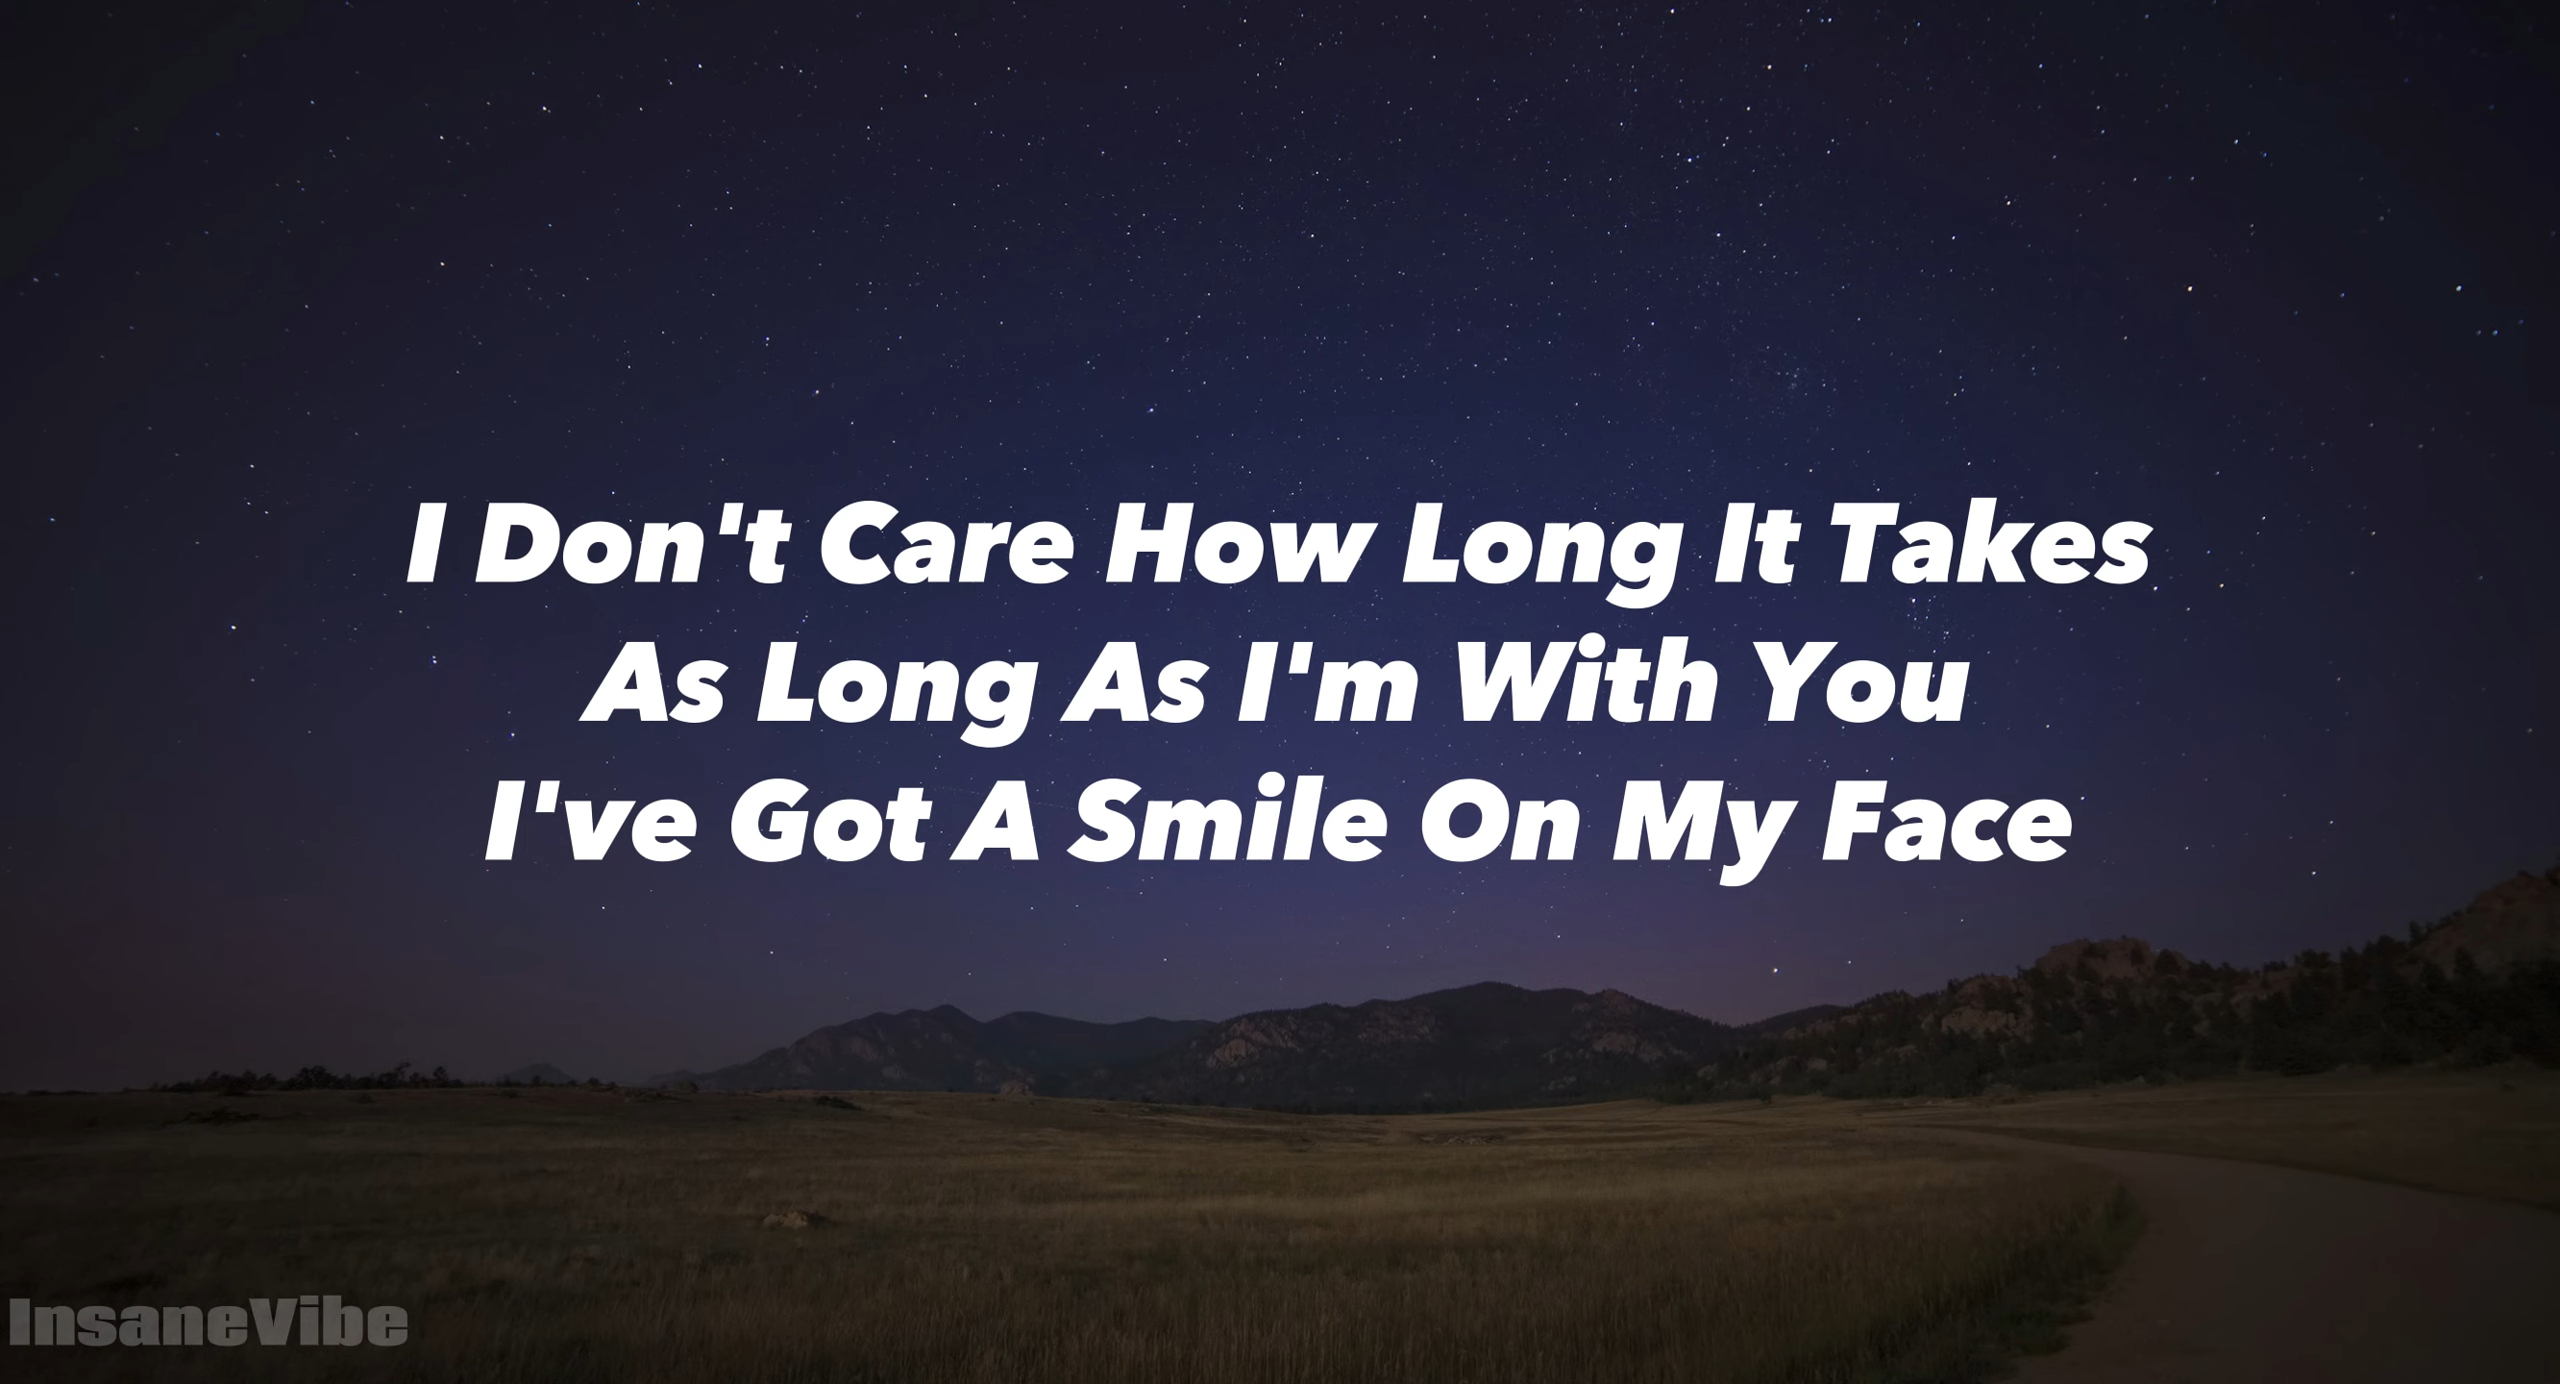 I Don't Care How Long It Takes
As Long As I'm With You
I've Got A Smile On My Face
InsaneVibe